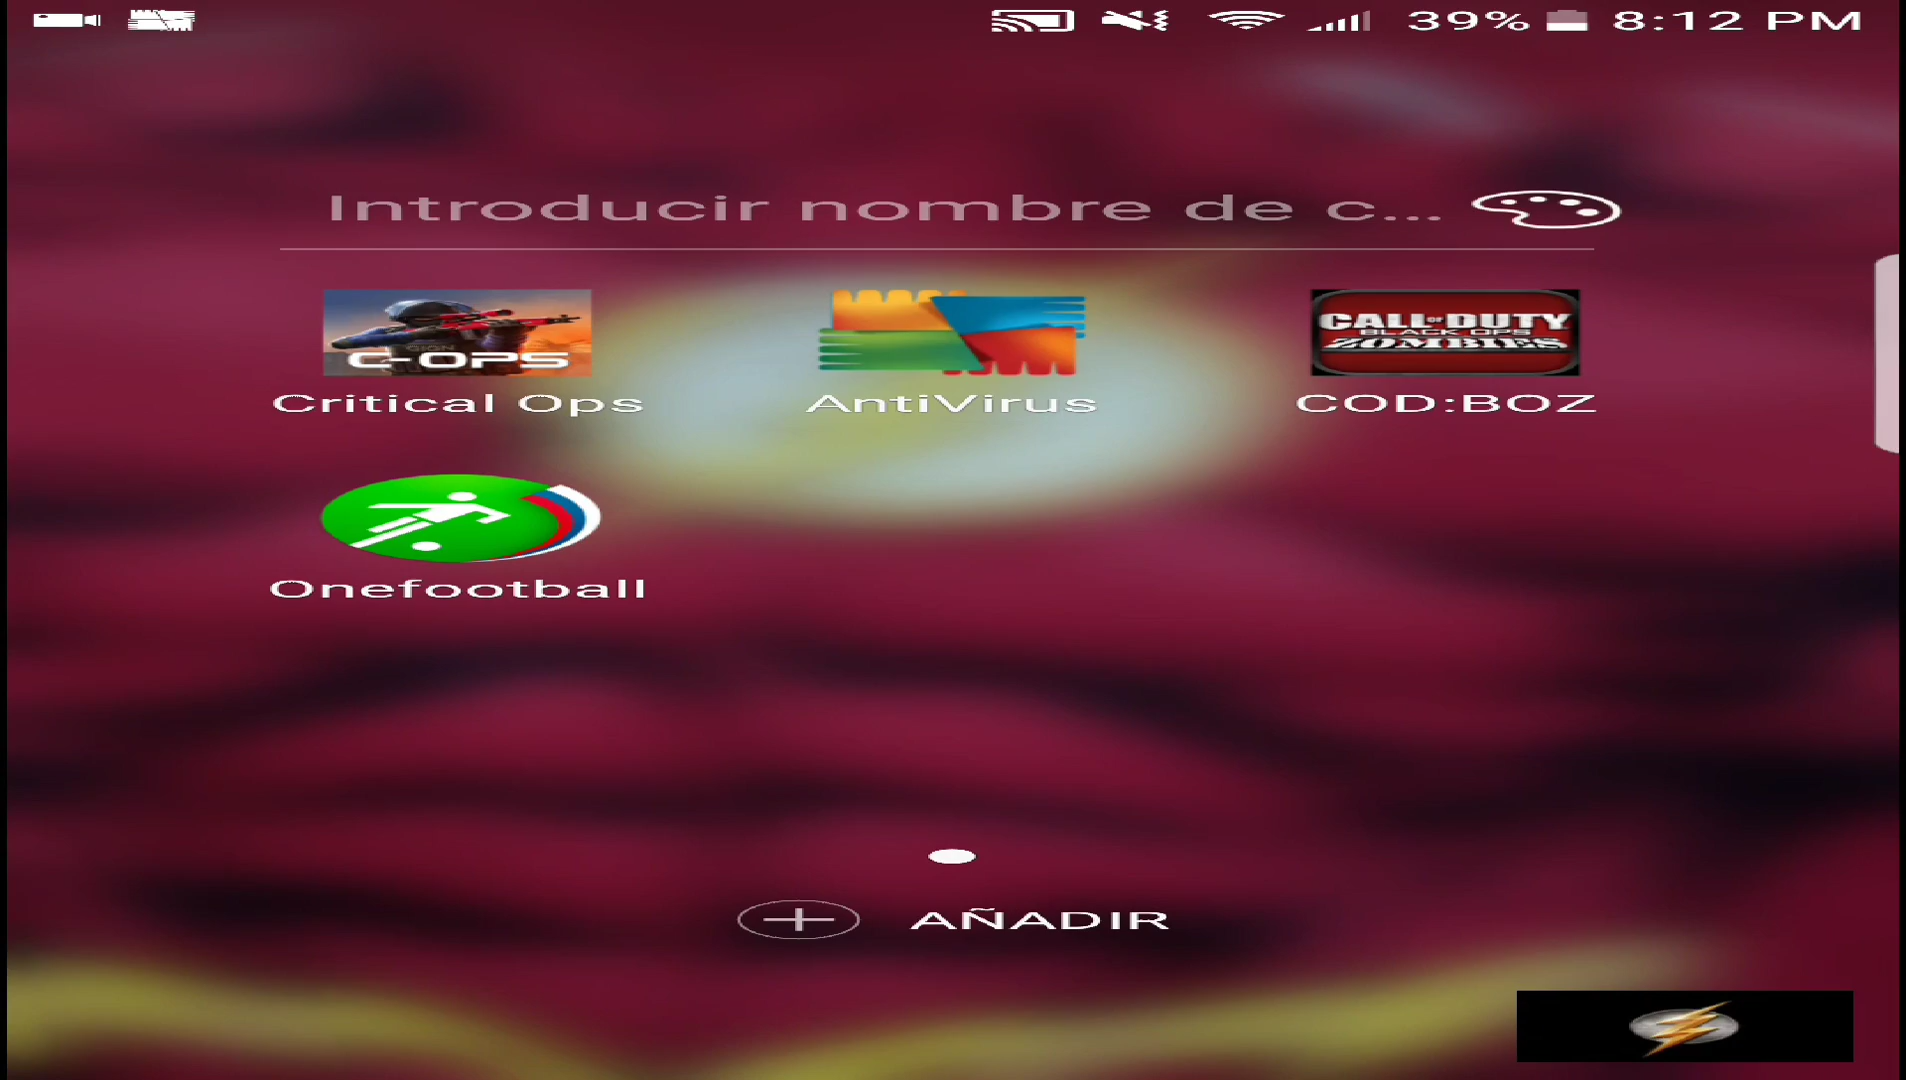 39% 8:12 PM
Introducir nombre de c...
GIGN
C-OPS
CALL OF DUTY
BLACK OPS
ZOMBIES
Critical Ops
AntiVirus
COD:BOZ
Onefootball
AÑADIR